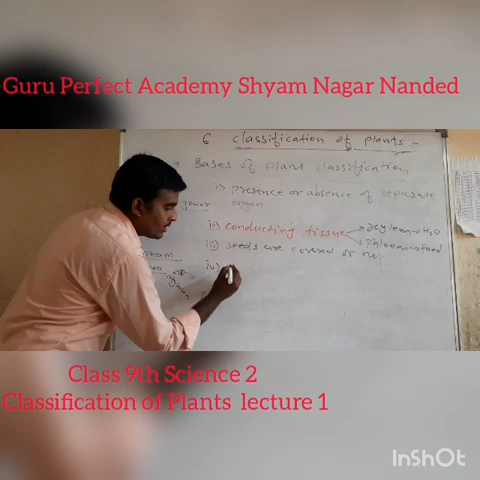 Guru Perfect Academy Shyam Nagar Nanded
6 classification of plants:-
Bases of plant classification
i) presence or absence of separate
organ
ii) conducting tissue
xylem → H2O
phloem → food
iii) seeds are covered or not
iv)
Class 9th Science 2
Classification of Plants lecture 1
InShOt